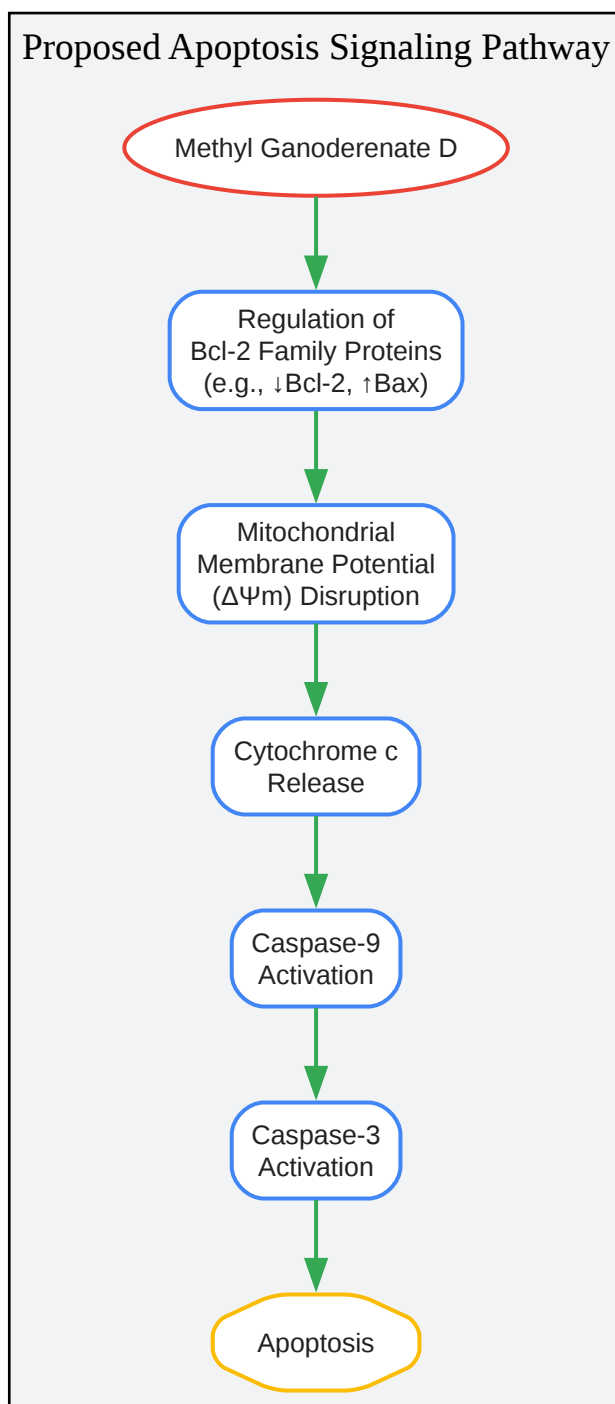 Proposed Apoptosis Signaling Pathway
Methyl Ganoderenate D
Regulation of
Bcl-2 Family Proteins
(e.g., ↓Bcl-2, ↑Bax)
Mitochondrial
Membrane Potential
(ΔΨm) Disruption
Cytochrome c
Release
Caspase-9
Activation
Caspase-3
Activation
Apoptosis